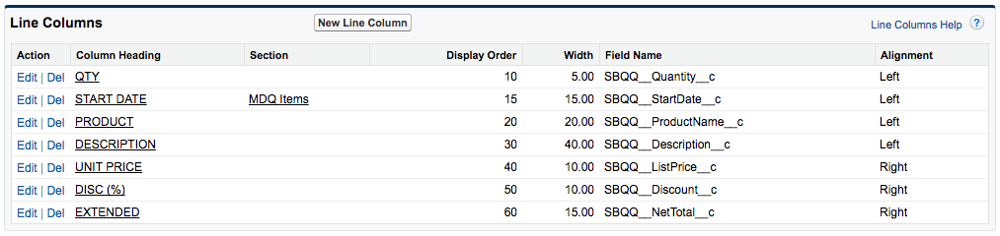 Line Columns New Line Column Line Columns Help ?
Action Column Heading Section Display Order Width Field Name Alignment
Edit | Del QTY 10 5.00 SBQQ__Quantity__c Left
Edit | Del START DATE MDQ Items 15 15.00 SBQQ__StartDate__c Left
Edit | Del PRODUCT 20 20.00 SBQQ__ProductName__c Left
Edit | Del DESCRIPTION 30 40.00 SBQQ__Description__c Left
Edit | Del UNIT PRICE 40 10.00 SBQQ__ListPrice__c Right
Edit | Del DISC (%) 50 10.00 SBQQ__Discount__c Right
Edit | Del EXTENDED 60 15.00 SBQQ__NetTotal__c Right